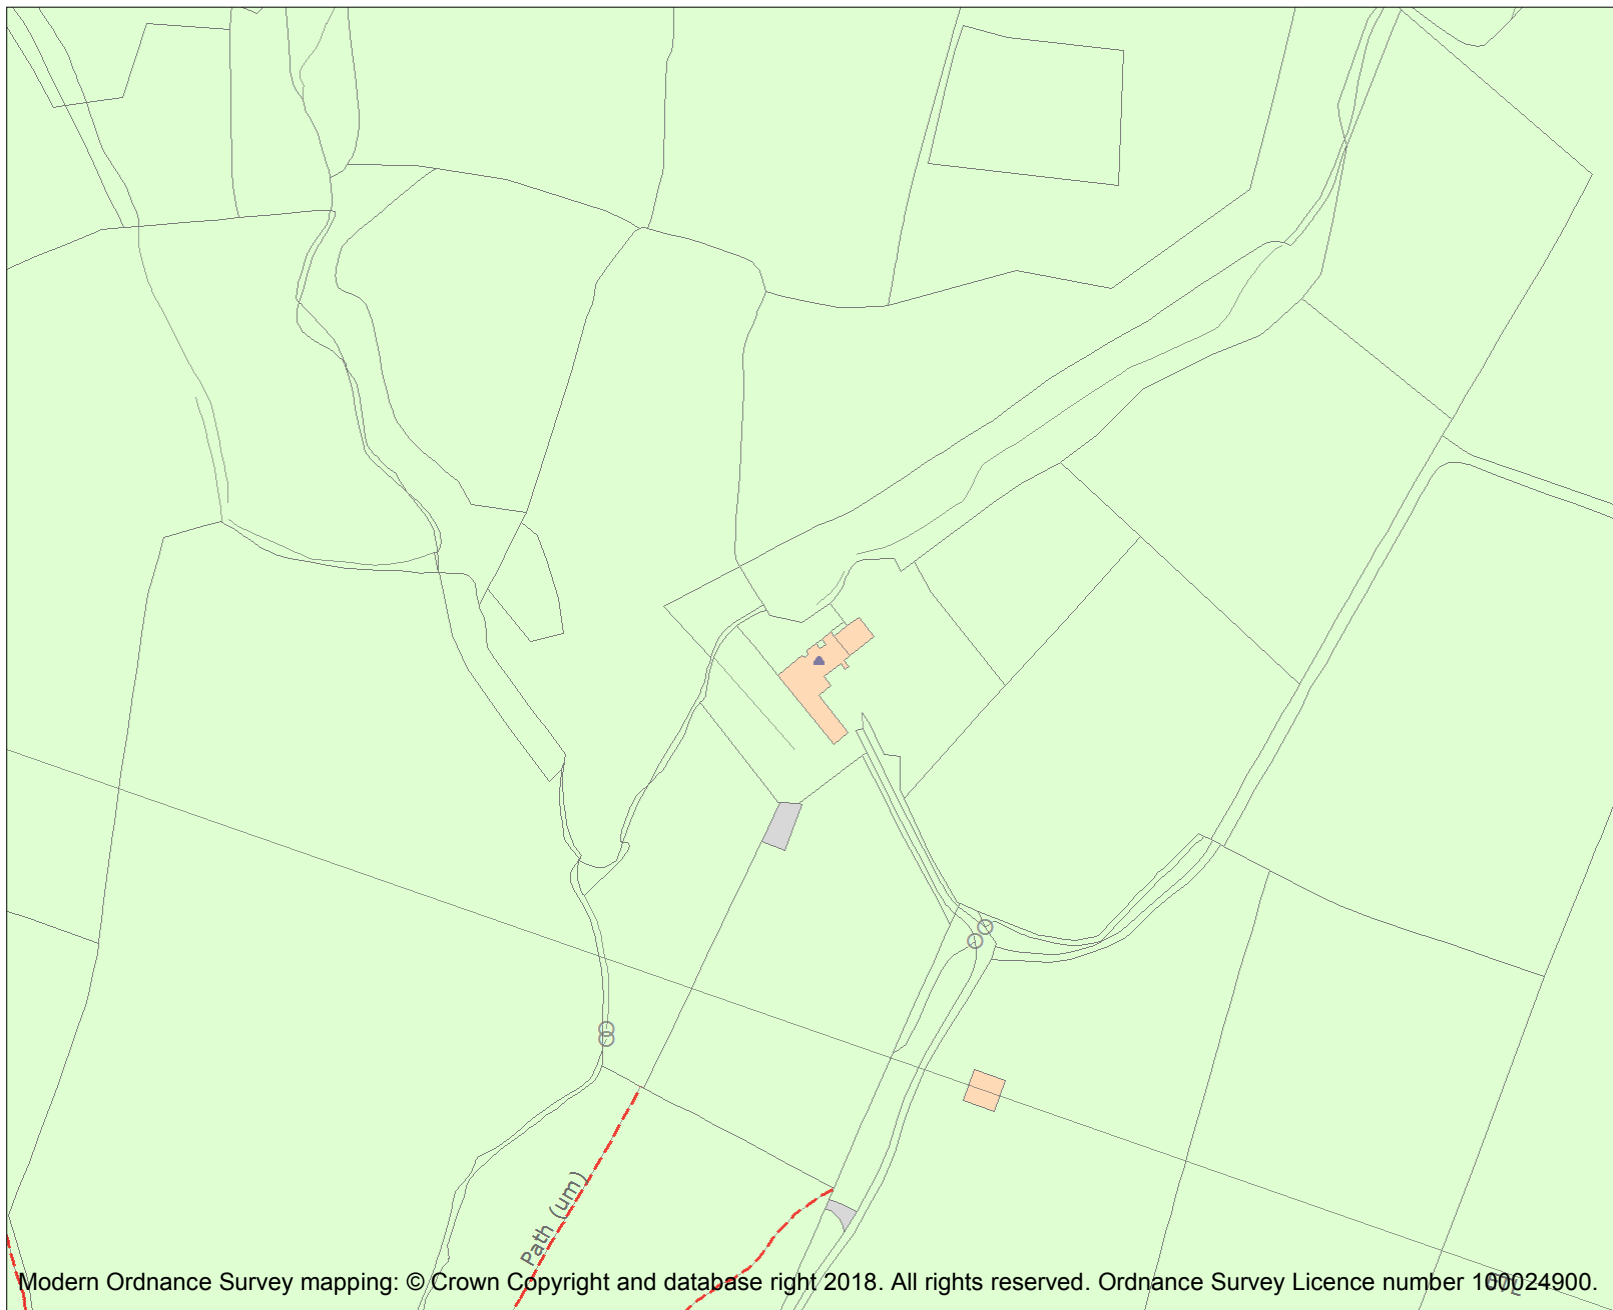 Path (um)
Modern Ordnance Survey mapping: © Crown Copyright and database right 2018. All rights reserved. Ordnance Survey Licence number 100024900.